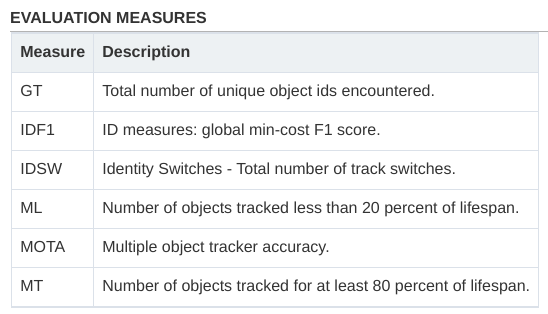 EVALUATION MEASURES
Measure Description
GT Total number of unique object ids encountered.
IDF1 ID measures: global min-cost F1 score.
IDSW Identity Switches - Total number of track switches.
ML Number of objects tracked less than 20 percent of lifespan.
MOTA Multiple object tracker accuracy.
MT Number of objects tracked for at least 80 percent of lifespan.